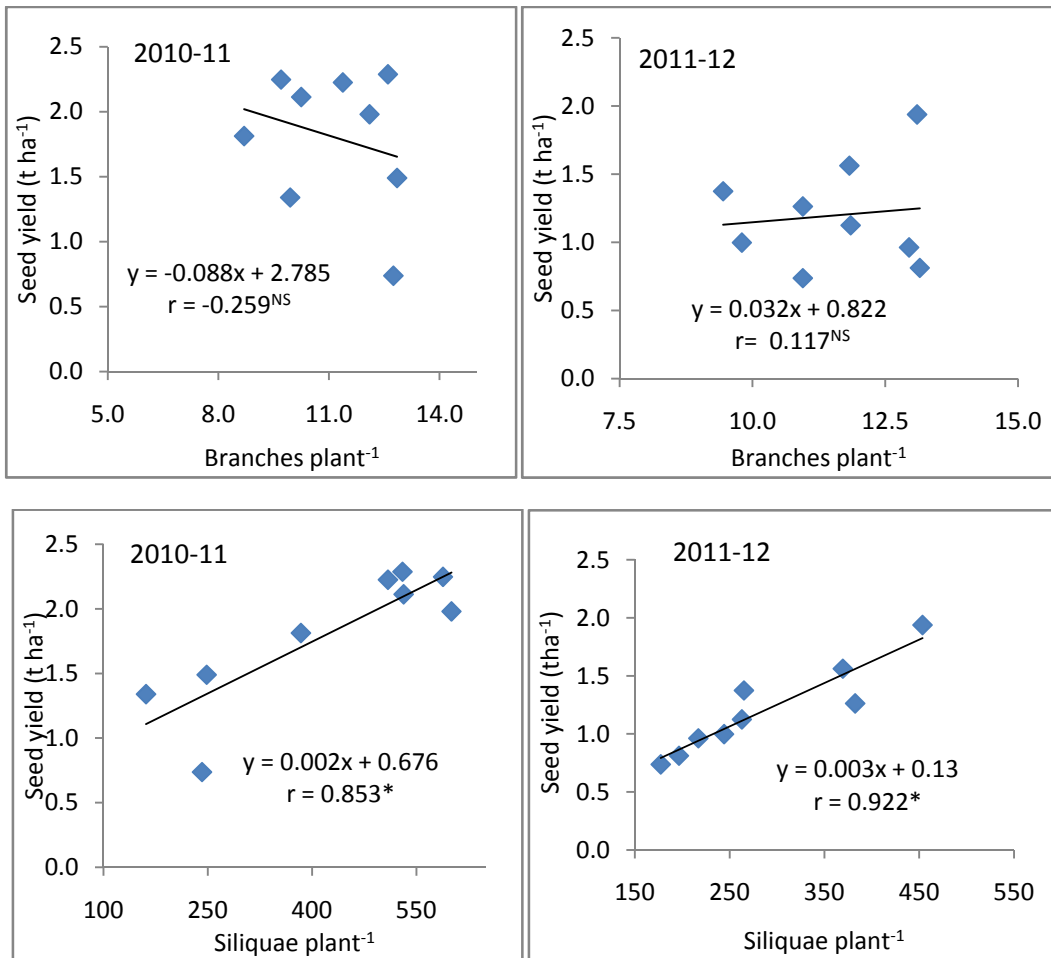 2010-11
Seed yield (t ha⁻¹)
2.5
2.0
1.5
1.0
0.5
0.0
y = -0.088x + 2.785
r = -0.259ᴺˢ
5.0 8.0 11.0 14.0
Branches plant⁻¹
2011-12
Seed yield (t ha⁻¹)
2.5
2.0
1.5
1.0
0.5
0.0
y = 0.032x + 0.822
r= 0.117ᴺˢ
7.5 10.0 12.5 15.0
Branches plant⁻¹
2010-11
Seed yield (t ha⁻¹)
2.5
2.0
1.5
1.0
0.5
0.0
y = 0.002x + 0.676
r = 0.853*
100 250 400 550
Siliquae plant⁻¹
2011-12
Seed yield (tha⁻¹)
2.5
2.0
1.5
1.0
0.5
0.0
y = 0.003x + 0.13
r = 0.922*
150 250 350 450 550
Siliquae plant⁻¹